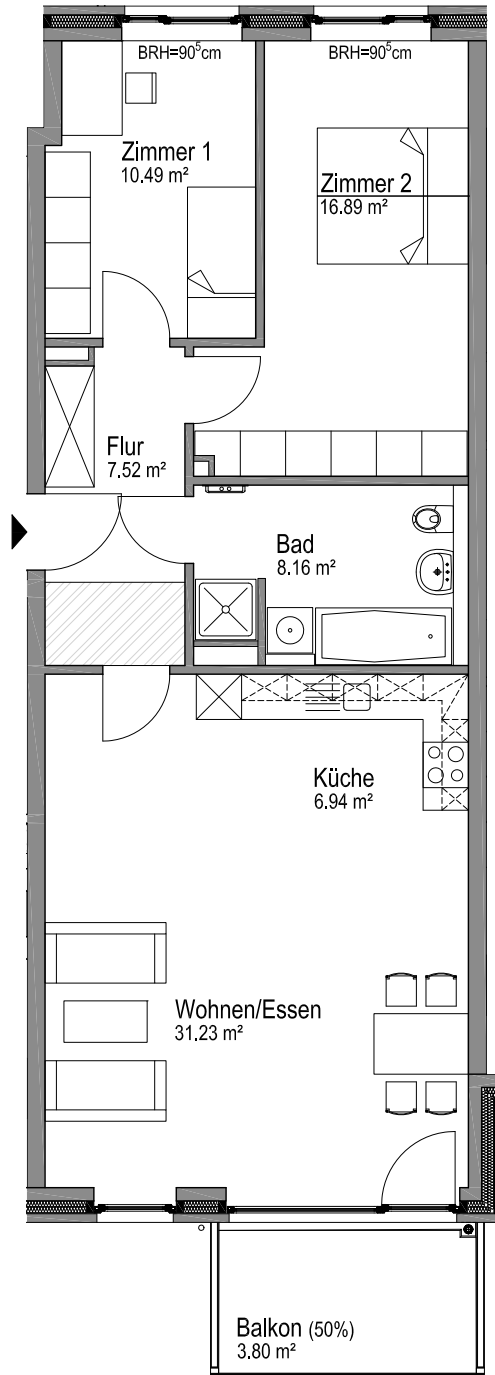 BRH=90⁵cm
BRH=90⁵cm
Zimmer 1
10.49 m²
Zimmer 2
16.89 m²
Flur
7.52 m²
Bad
8.16 m²
Küche
6.94 m²
Wohnen/Essen
31.23 m²
Balkon (50%)
3.80 m²